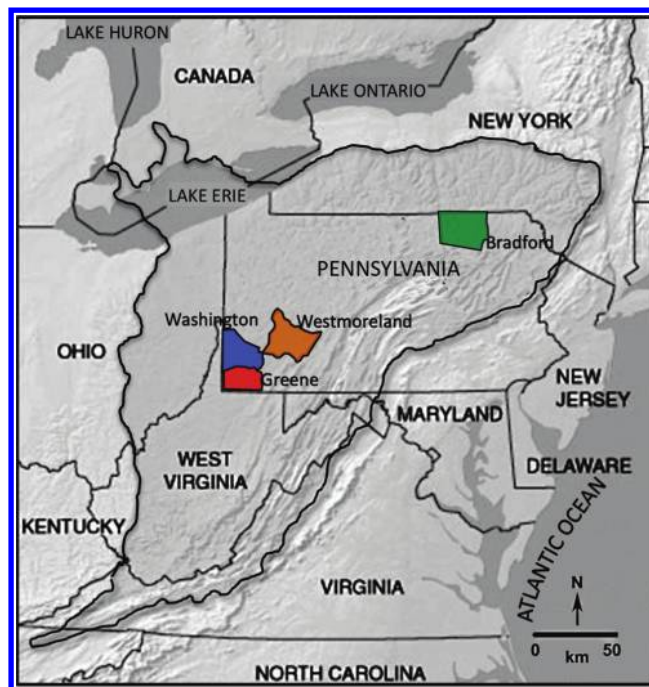 LAKE HURON
CANADA
LAKE ONTARIO
NEW YORK
LAKE ERIE
Bradford
PENNSYLVANIA
Washington
Westmoreland
OHIO
Greene
NEW
JERSEY
MARYLAND
WEST
VIRGINIA
DELAWARE
KENTUCKY
ATLANTIC OCEAN
VIRGINIA
N
0 50
km
NORTH CAROLINA